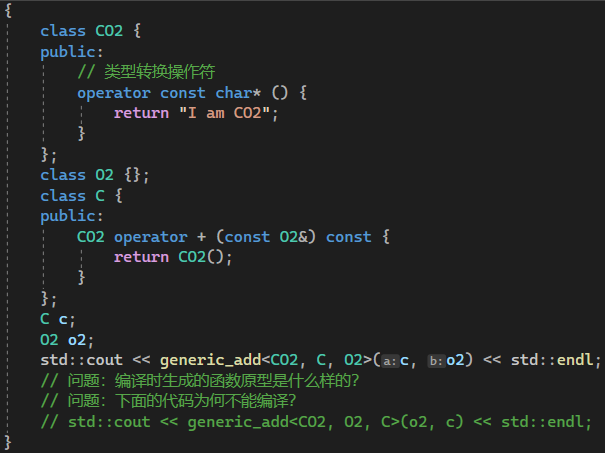 {
class CO2 {
public:
// 类型转换操作符
operator const char* () {
return "I am CO2";
}
};
class O2 {};
class C {
public:
CO2 operator + (const O2&) const {
return CO2();
}
};
C c;
O2 o2;
std::cout << generic_add<CO2, C, O2>(a:c, b:o2) << std::endl;
// 问题: 编译时生成的函数原型是什么样的?
// 问题: 下面的代码为何不能编译?
// std::cout << generic_add<CO2, O2, C>(o2, c) << std::endl;
}